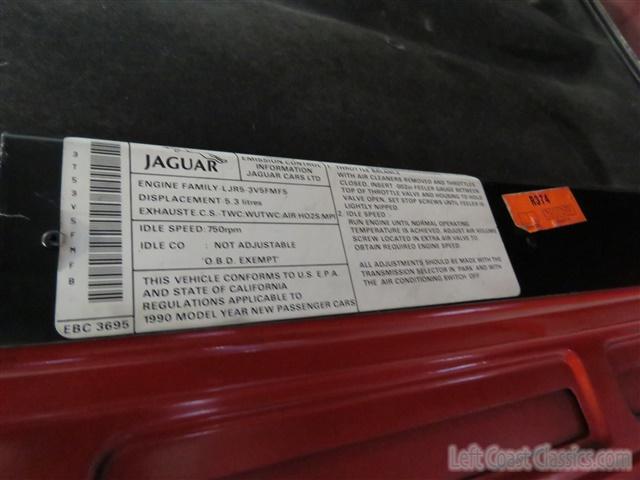 3T53V5FMFB
JAGUAR
EMISSION CONTROL
INFORMATION
JAGUAR CARS LTD
ENGINE FAMILY-LJR5·3V5FMF5
DISPLACEMENT 5.3 litres
EXHAUSTE.C.S.-TWC:WUTWC:AIR:HO2S:MPI
IDLE SPEED: 750rpm
IDLE CO : NOT ADJUSTABLE
'O.B.D. EXEMPT'
THIS VEHICLE CONFORMS TO U.S. E.P.A.
AND STATE OF CALIFORNIA
REGULATIONS APPLICABLE TO
1990 MODEL YEAR NEW PASSENGER CARS
EBC 3695
THROTTLE BALANCE
WITH AIR CLEANERS REMOVED AND THROTTLES
CLOSED, INSERT .002in FEELER GAUGE BETWEEN
TOP OF THROTTLE VALVE AND HOUSING TO HOLD
VALVE OPEN. SET STOP SCREWS UNTIL FEELER IS
LIGHTLY NIPPED.
2. IDLE SPEED
RUN ENGINE UNTIL NORMAL OPERATING
TEMPERATURE IS ACHIEVED. ADJUST AIR VOLUME
SCREW LOCATED IN EXTRA AIR VALVE TO
OBTAIN REQUIRED ENGINE SPEED.
ALL ADJUSTMENTS SHOULD BE MADE WITH THE
TRANSMISSION SELECTOR IN 'PARK' AND WITH
THE AIR CONDITIONING SWITCH 'OFF'
R374
Left Coast Classics.com